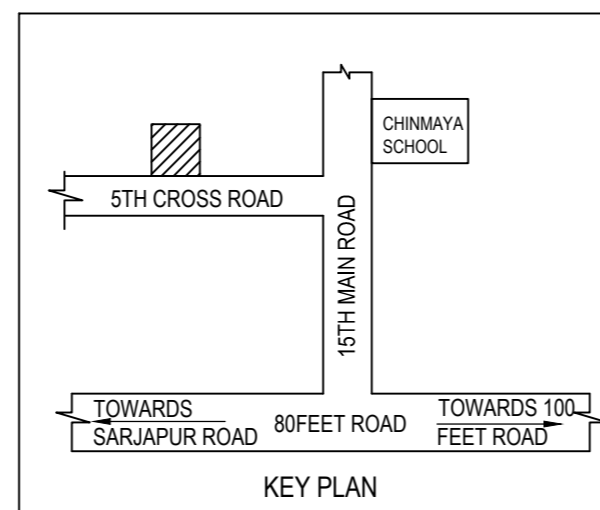 CHINMAYA
SCHOOL
5TH CROSS ROAD
15TH MAIN ROAD
TOWARDS
SARJAPUR ROAD
80FEET ROAD
TOWARDS 100
FEET ROAD
KEY PLAN